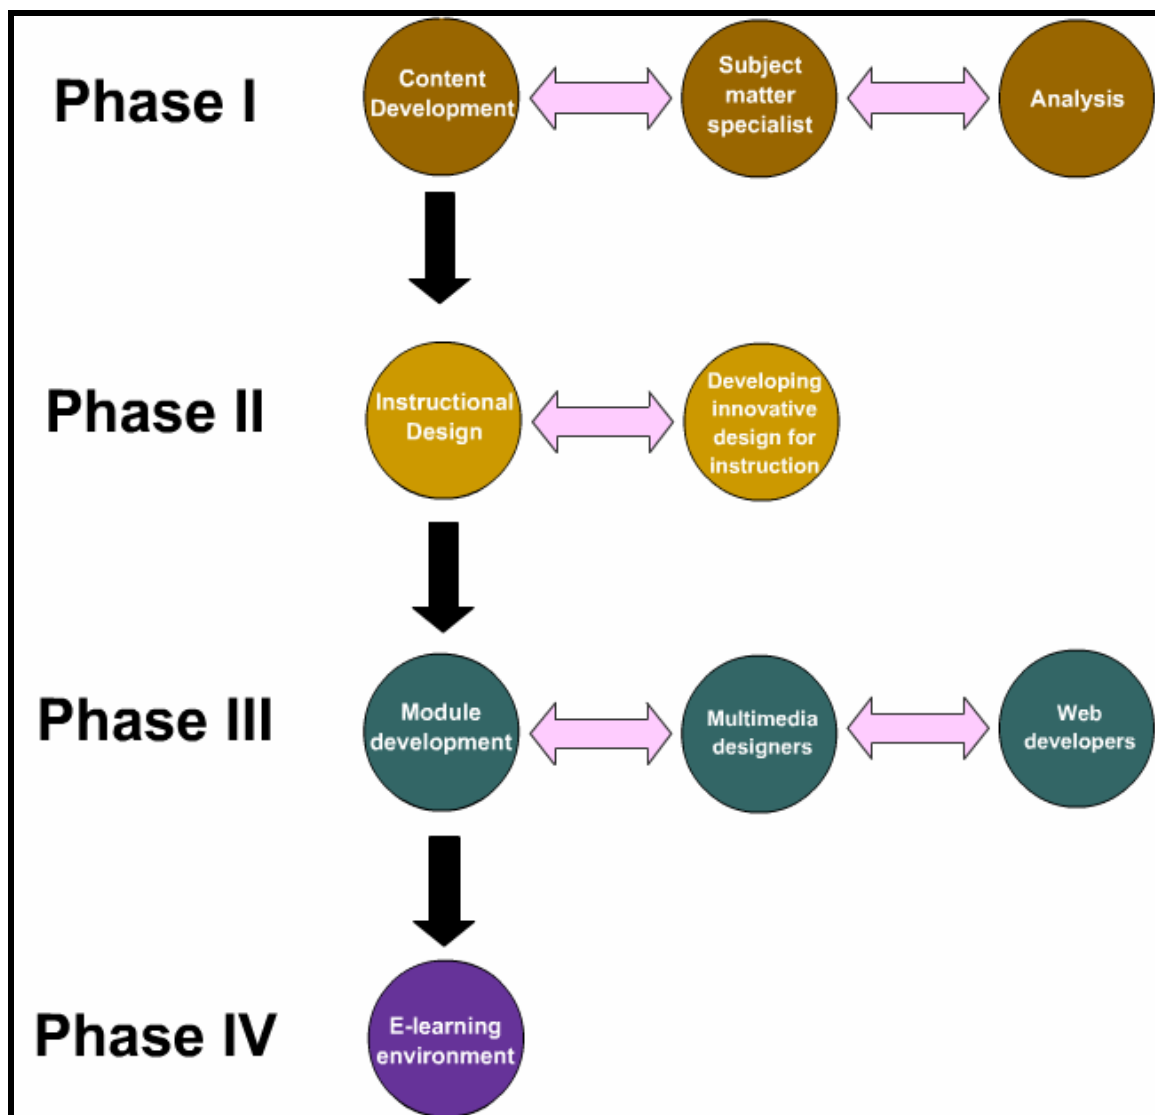 Phase I
Content
Development
Subject
matter
specialist
Analysis
Phase II
Instructional
Design
Developing
innovative
design for
instruction
Phase III
Module
development
Multimedia
designers
Web
developers
Phase IV
E-learning
environment